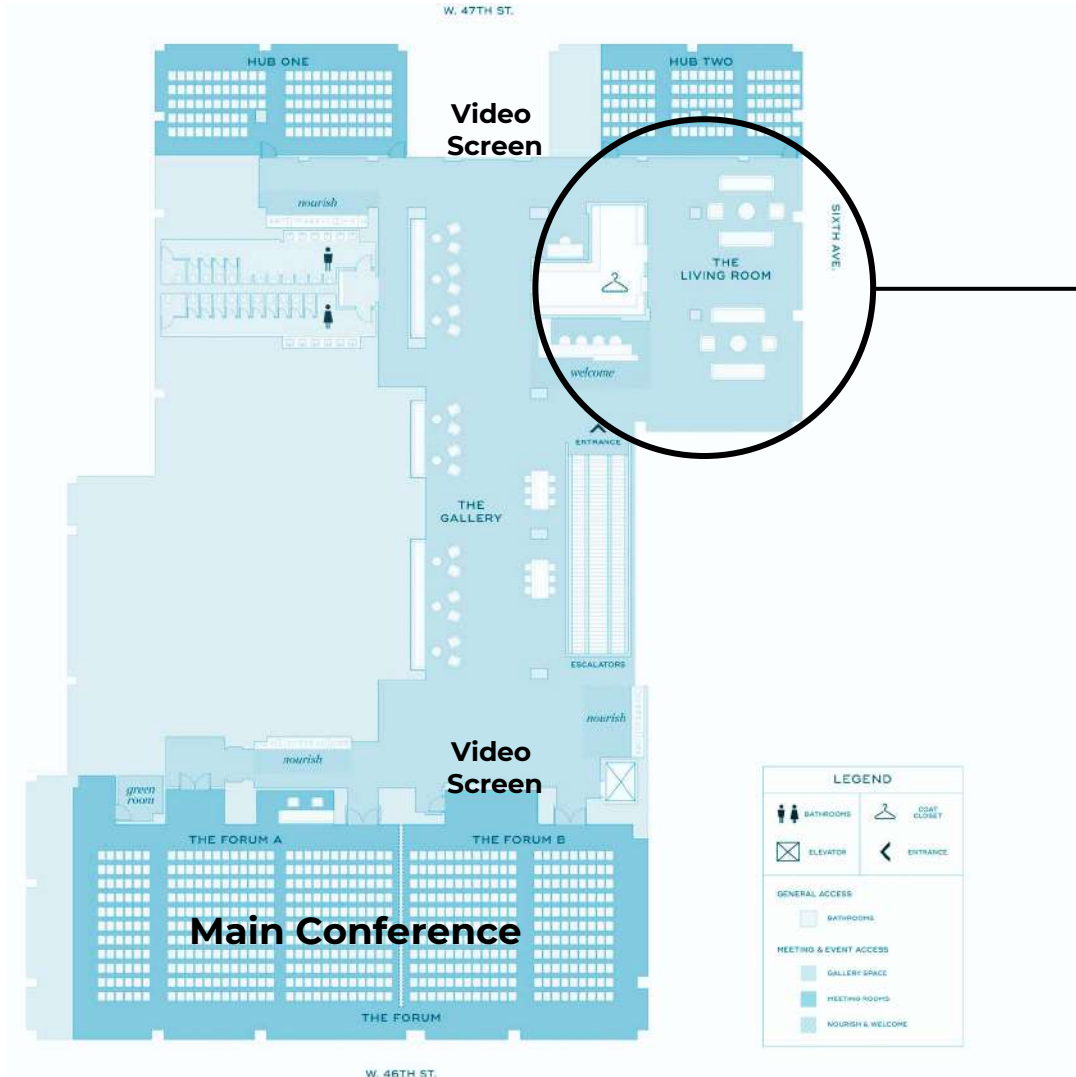 W. 47TH ST.
HUB ONE
HUB TWO
Video
Screen
nourish
SIXTH AVE.
THE
LIVING ROOM
welcome
ENTRANCE
THE
GALLERY
ESCALATORS
nourish
Video
Screen
nourish
green
room
THE FORUM A
THE FORUM B
Main Conference
THE FORUM
W. 46TH ST.
LEGEND
BATHROOMS
COAT
CLOSET
ELEVATOR
ENTRANCE
GENERAL ACCESS
BATHROOMS
MEETING & EVENT ACCESS
GALLERY SPACE
MEETING ROOMS
NOURISH & WELCOME